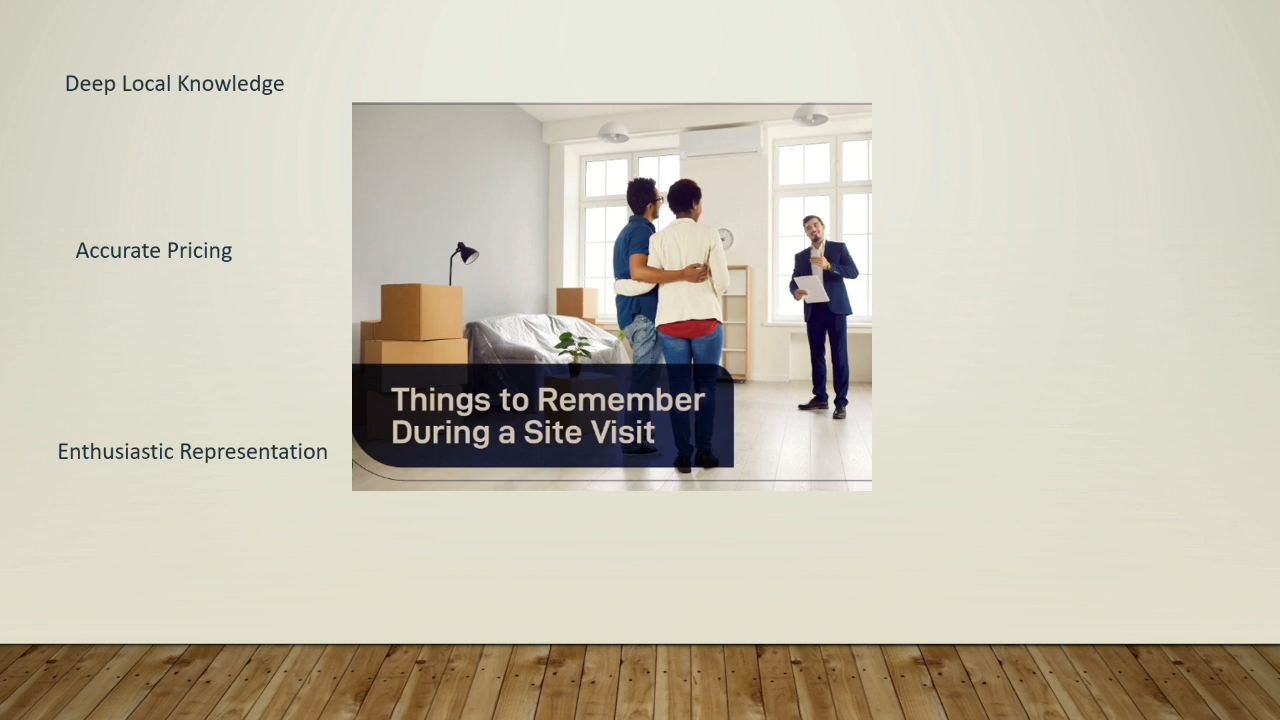 Deep Local Knowledge
Accurate Pricing
Things to Remember
During a Site Visit
Enthusiastic Representation